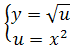 {y = √u
u = x²